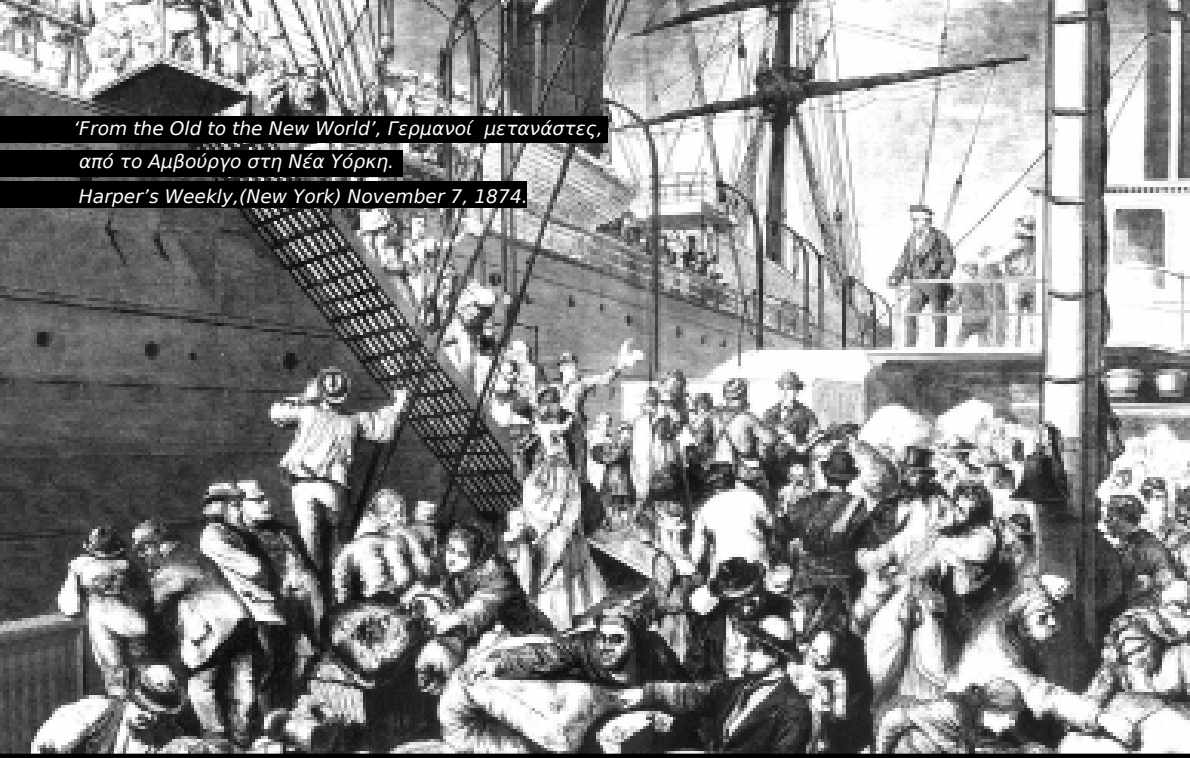 ‘From the Old to the New World’, Γερμανοί μετανάστες,
από το Αμβούργο στη Νέα Υόρκη.
Harper’s Weekly,(New York) November 7, 1874.